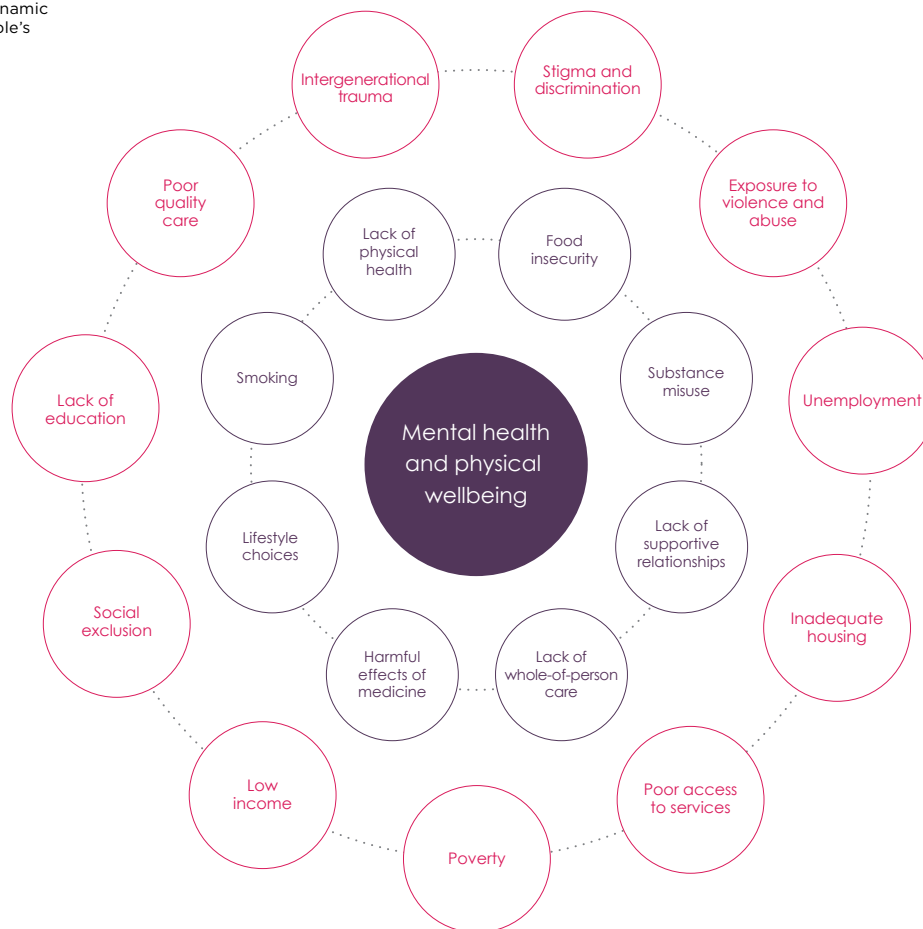 Intergenerational
trauma
Stigma and
discrimination
Exposure to
violence and
abuse
Unemployment
Inadequate
housing
Poor access
to services
Poverty
Low
income
Social
exclusion
Lack of
education
Poor
quality
care
Lack of
physical
health
Food
insecurity
Substance
misuse
Lack of
supportive
relationships
Lack of
whole-of-person
care
Harmful
effects of
medicine
Lifestyle
choices
Smoking
Mental health
and physical
wellbeing